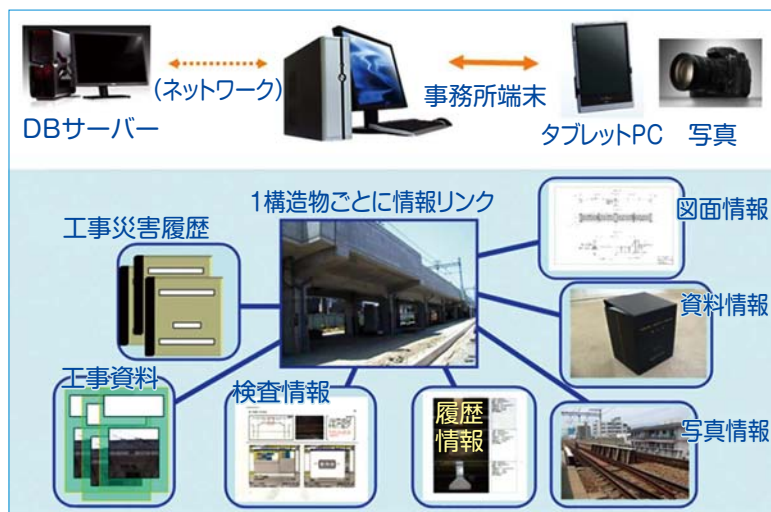 (ネットワーク)
DBサーバー
事務所端末
タブレットPC
写真
1構造物ごとに情報リンク
工事災害履歴
図面情報
資料情報
工事資料
検査情報
履歴
情報
写真情報